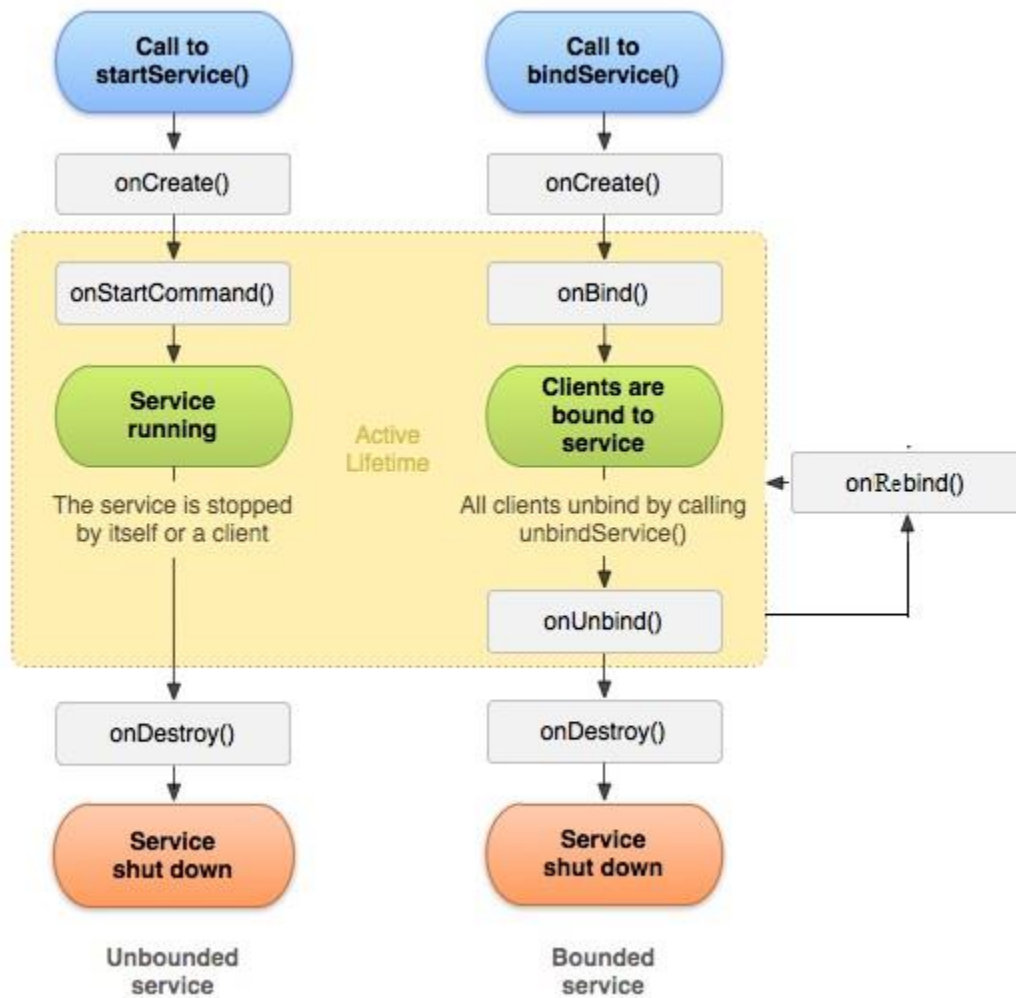 Call to
startService()
Call to
bindService()
onCreate()
onCreate()
onStartCommand()
onBind()
Service
running
Active
Lifetime
Clients are
bound to
service
onRebind()
The service is stopped
by itself or a client
All clients unbind by calling
unbindService()
onUnbind()
onDestroy()
onDestroy()
Service
shut down
Service
shut down
Unbounded
service
Bounded
service